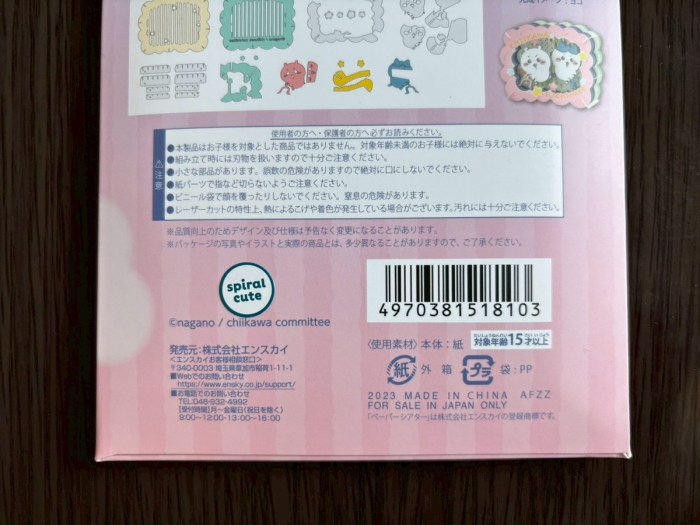 使用者の方へ・保護者の方へ必ずお読みください。
⚠注意
●本製品はお子様を対象とした商品ではありません。対象年齢未満のお子様には絶対に与えないでください。
●組み立て時には刃物を扱いますので十分ご注意ください。
●小さな部品があります。誤飲の危険がありますので絶対に口にしないでください。
●紙パーツで指など切らないようご注意ください。
●ビニール袋で顔を覆ったりしないでください。窒息の危険があります。
●レーザーカットの特性上、熱によるこげや着色が発生している場合がございます。汚れには十分ご注意ください。
※品質向上のためデザイン及び仕様は予告なく変更になることがあります。
※パッケージの写真やイラストと実際の商品とは、多少異なることがありますので、ご了承ください。
spiral
cute
©nagano / chiikawa committee
4970381518103
発売元:株式会社エンスカイ
<エンスカイお客様相談窓口>
〒340-0003 埼玉県草加市稲荷1-11-1
■Webでのお問い合わせ
https://www.ensky.co.jp/support/
■お電話でのお問い合わせ
TEL:048-932-4992
【受付時間】月~金曜日(祝日を除く)
9:00~12:00・13:00~16:00
〈使用素材〉本体:紙
対象年齢15才以上
紙 外箱 プラ 袋:PP
2023 MADE IN CHINA AFZZ
FOR SALE IN JAPAN ONLY
「ペーパーシアター」は株式会社エンスカイの登録商標です。